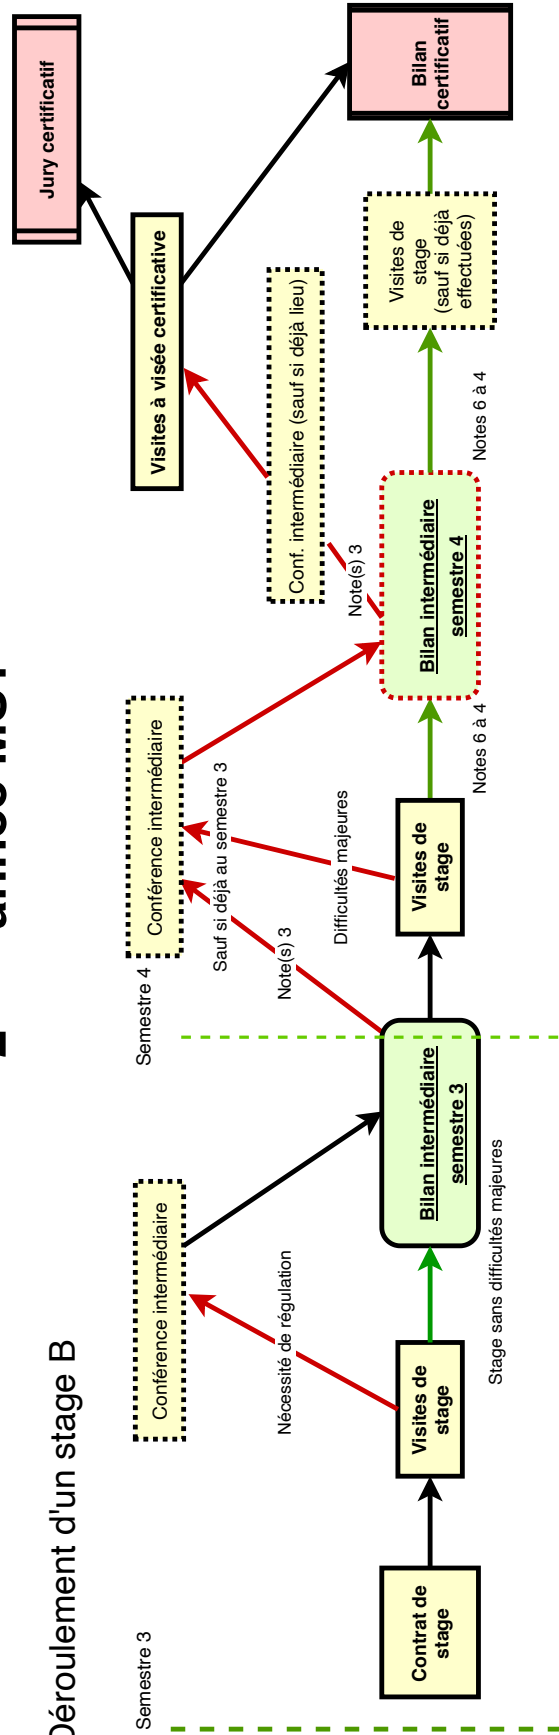 Déroulement d'un stage B
Semestre 3
Contrat de
stage
Visites de
stage
Nécessité de régulation
Conférence intermédiaire
Stage sans difficultés majeures
Bilan intermédiaire
semestre 3
Semestre 4
Note(s) 3
Sauf si déjà au semestre 3
Conférence intermédiaire
Difficultés majeures
Visites de
stage
Notes 6 à 4
Bilan intermédiaire
semestre 4
Note(s) 3
Conf. intermédiaire (sauf si déjà lieu)
Notes 6 à 4
Visites à visée certificative
Visites de
stage
(sauf si déjà
effectuées)
Jury certificatif
Bilan
certificatif